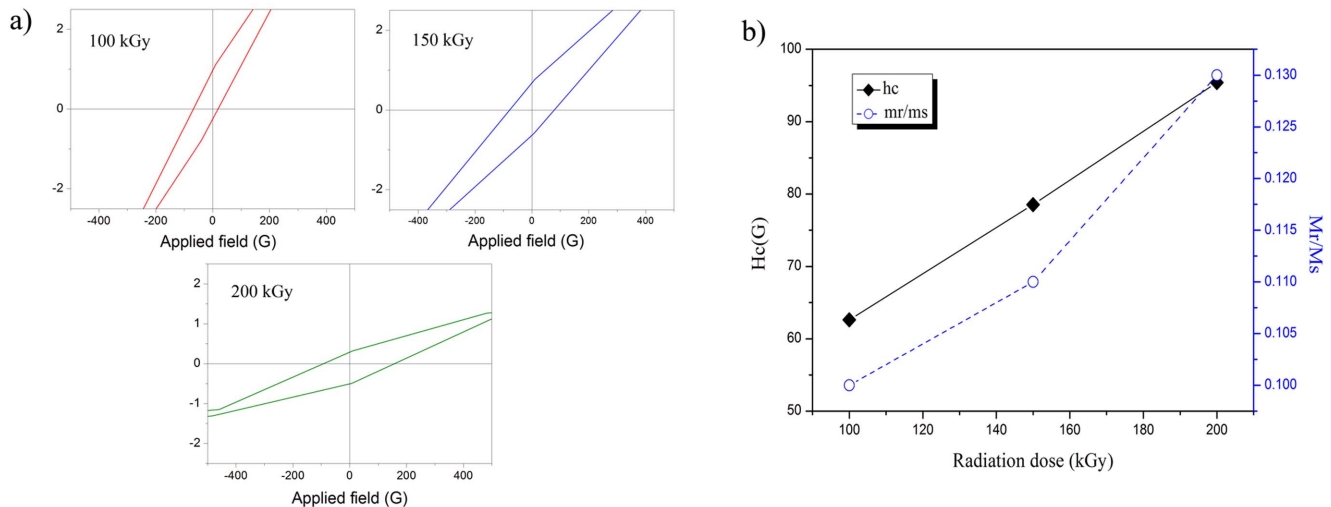 a)
100 kGy
2
0
-2
-400 -200 0 200 400
Applied field (G)
150 kGy
2
0
-2
-400 -200 0 200 400
Applied field (G)
200 kGy
2
1
0
-1
-2
-400 -200 0 200 400
Applied field (G)
b)
hc
mr/ms
100
90
80
70
60
50
Hc(G)
100 120 140 160 180 200
Radiation dose (kGy)
0.130
0.125
0.120
0.115
0.110
0.105
0.100
Mr/Ms